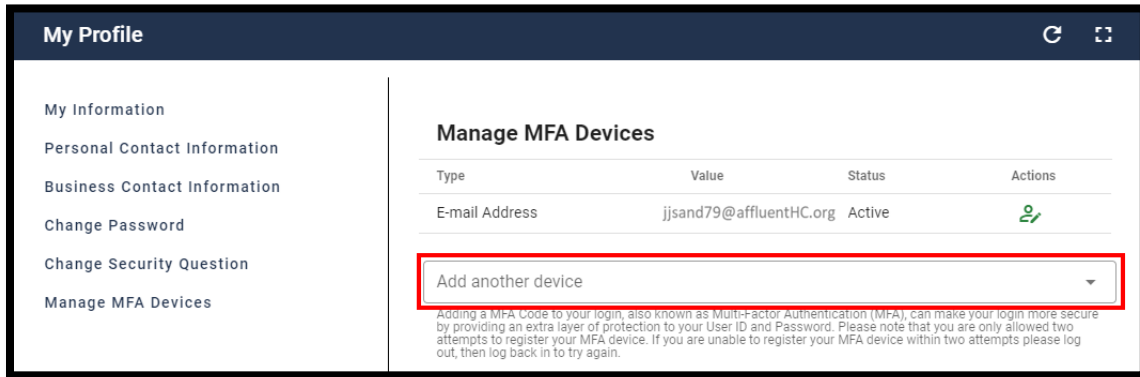 My Profile
My Information
Personal Contact Information
Business Contact Information
Change Password
Change Security Question
Manage MFA Devices
Manage MFA Devices
Type Value Status Actions
E-mail Address jjsand79@affluentHC.org Active
Add another device
Adding a MFA Code to your login, also known as Multi-Factor Authentication (MFA), can make your login more secure
by providing an extra layer of protection to your User ID and Password. Please note that you are only allowed two
attempts to register your MFA device. If you are unable to register your MFA device within two attempts please log
out, then log back in to try again.